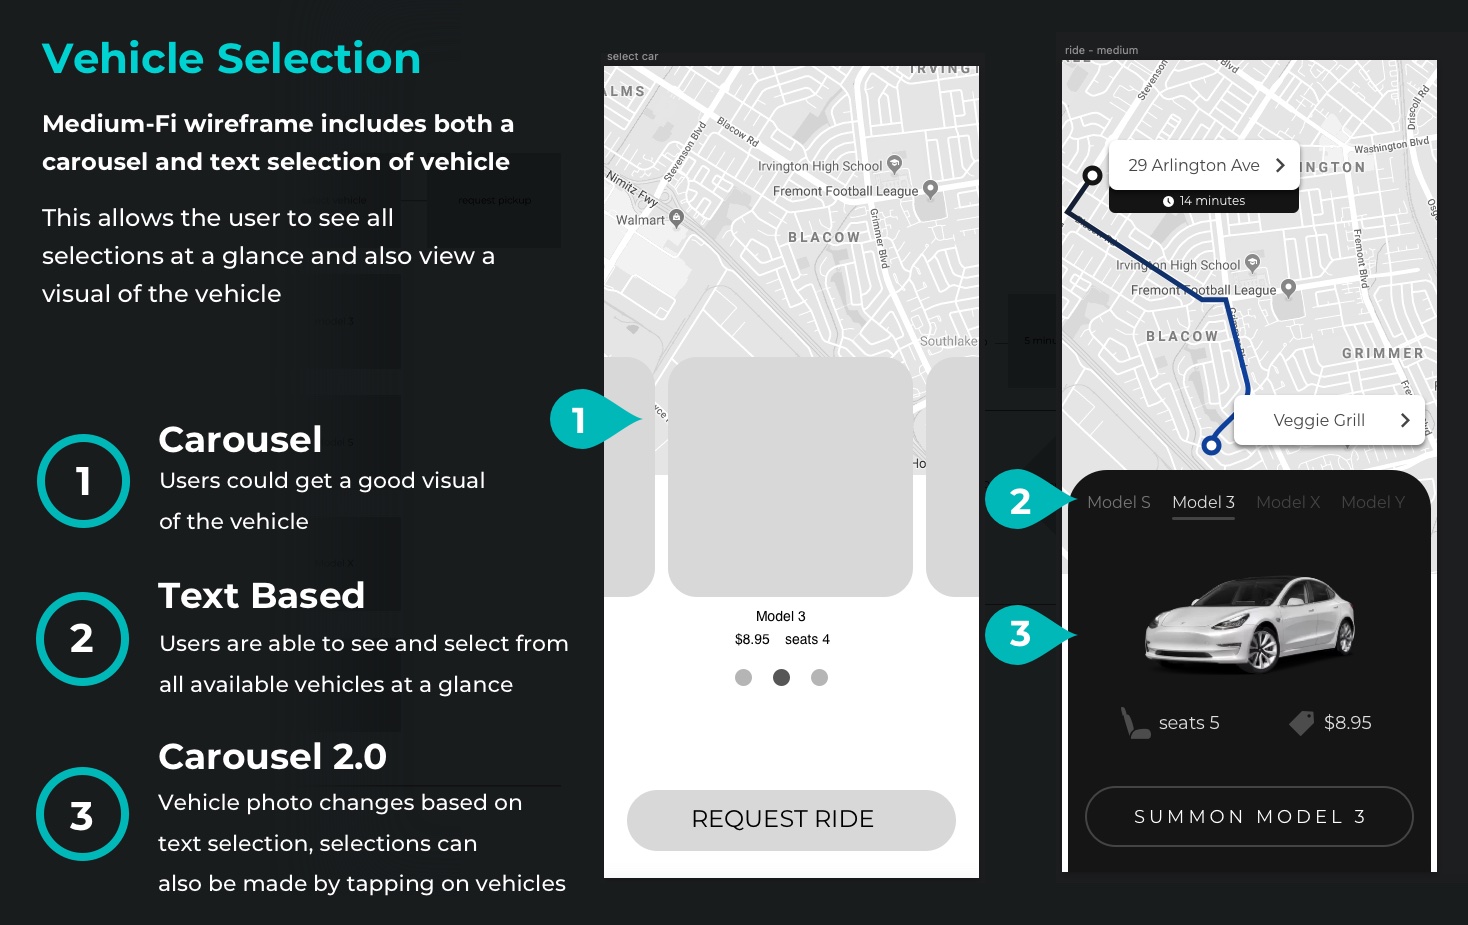 Vehicle Selection
Medium-Fi wireframe includes both a
carousel and text selection of vehicle
This allows the user to see all
selections at a glance and also view a
visual of the vehicle
request pickup
1
Carousel
Users could get a good visual
of the vehicle
2
Text Based
Users are able to see and select from
all available vehicles at a glance
3
Carousel 2.0
Vehicle photo changes based on
text selection, selections can
also be made by tapping on vehicles
select car
Blacow Rd
Stevenson Blvd
Irvington High School
Nimitz Fwy
Fremont Football League
Walmart
Grimmer Blvd
BLACOW
Southlake
1
Ho
Model 3
$8.95 seats 4
REQUEST RIDE
ride - medium
Stevenson
Driscoll Rd
Washington Blvd
29 Arlington Ave
INGTON
14 minutes
Fremont Blvd
Irvington High School
Fremont Football League
BLACOW
GRIMMER
Veggie Grill
2
Model S Model 3 Model X Model Y
3
seats 5 $8.95
SUMMON MODEL 3